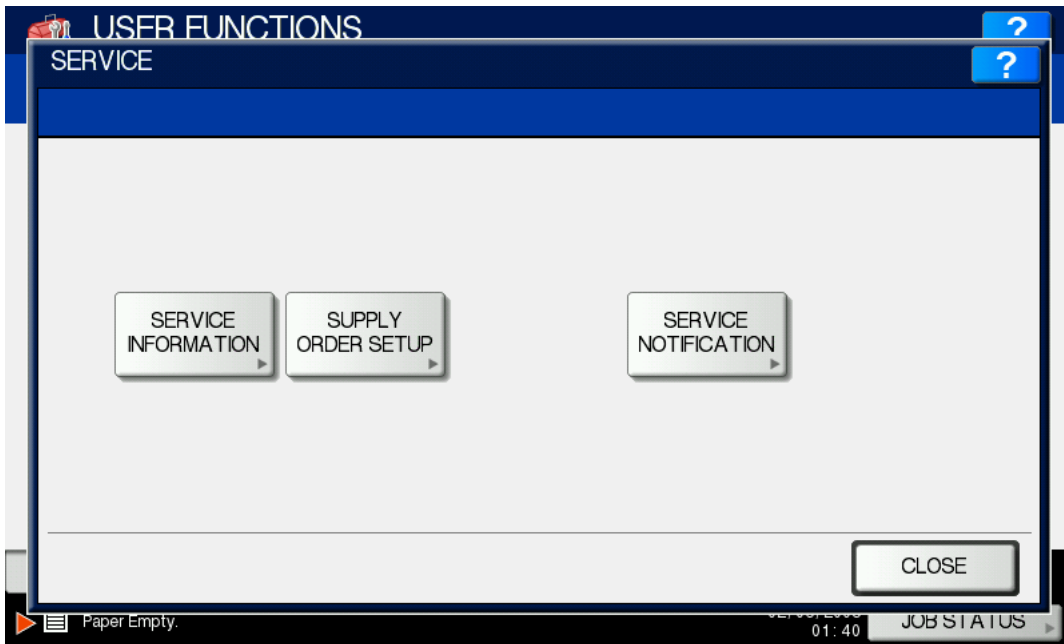 USER FUNCTIONS
?
SERVICE
?
SERVICE
INFORMATION
SUPPLY
ORDER SETUP
SERVICE
NOTIFICATION
CLOSE
Paper Empty.
01:40
JOB STATUS